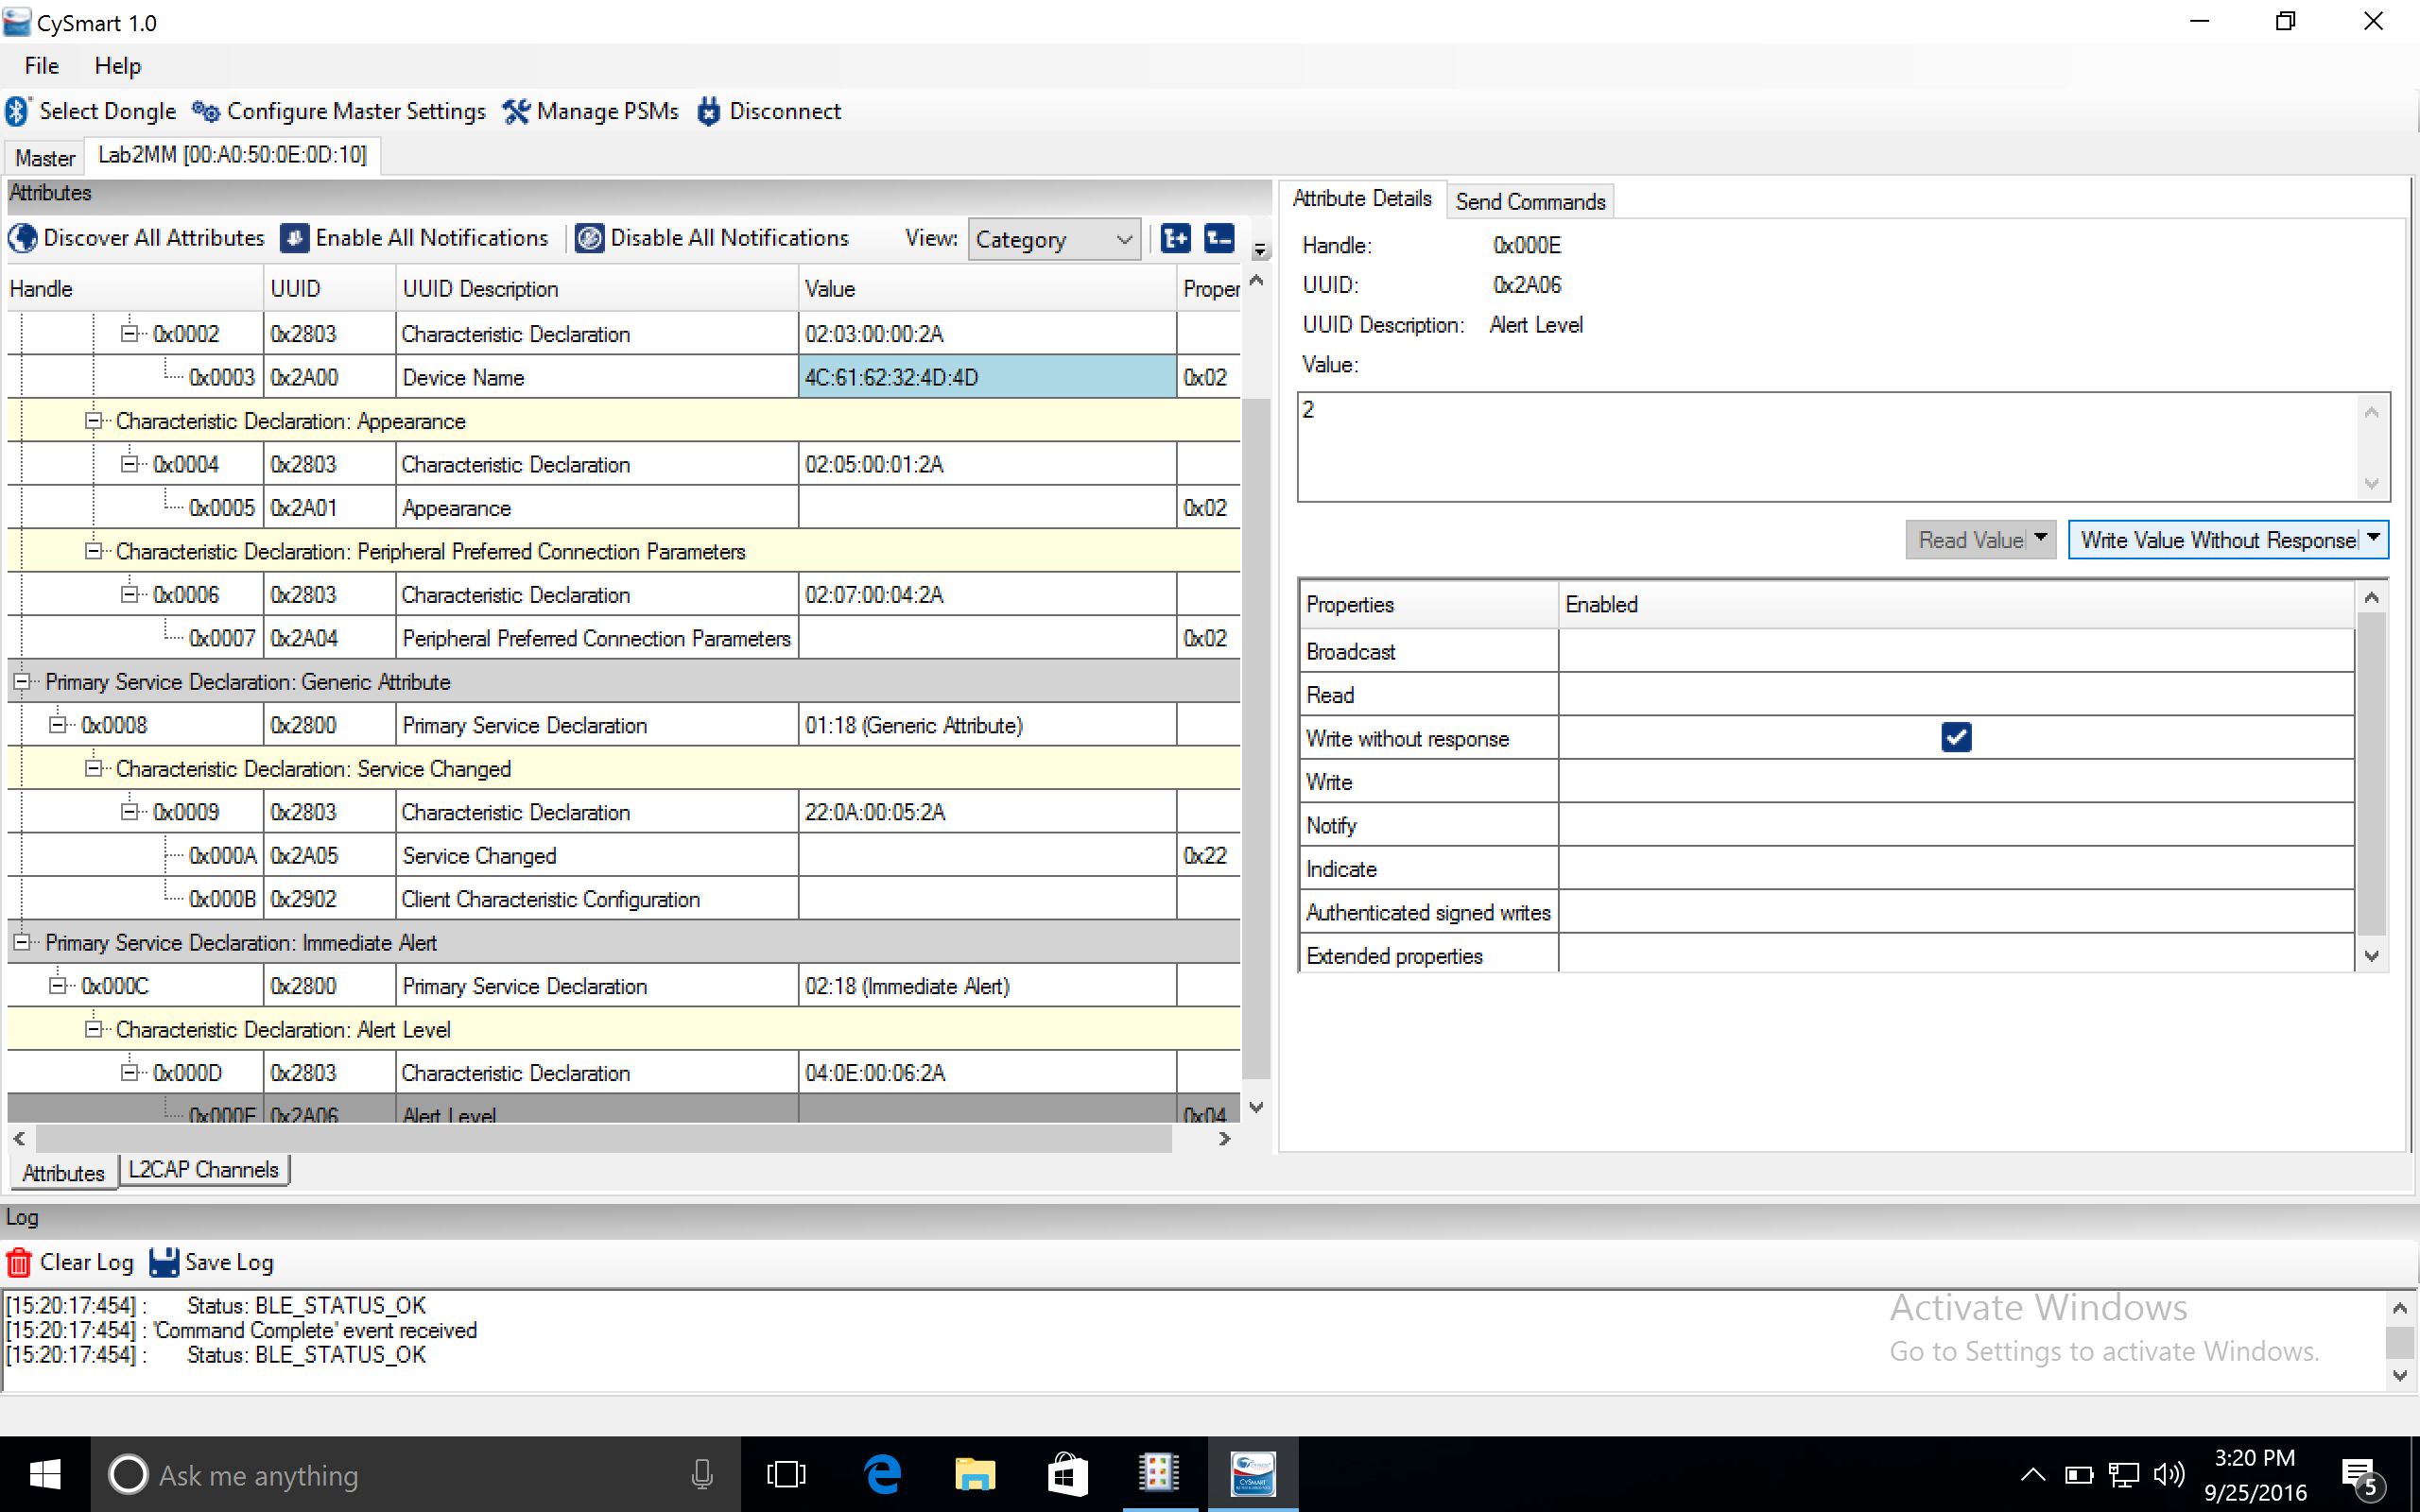 CySmart 1.0
File Help
Select Dongle Configure Master Settings Manage PSMs Disconnect
Master Lab2MM [00:A0:50:0E:0D:10]
Attributes
Discover All Attributes Enable All Notifications Disable All Notifications View: Category
Handle UUID UUID Description Value Proper
0x0002 0x2803 Characteristic Declaration 02:03:00:00:2A
0x0003 0x2A00 Device Name 4C:61:62:32:4D:4D 0x02
Characteristic Declaration: Appearance
0x0004 0x2803 Characteristic Declaration 02:05:00:01:2A
0x0005 0x2A01 Appearance 0x02
Characteristic Declaration: Peripheral Preferred Connection Parameters
0x0006 0x2803 Characteristic Declaration 02:07:00:04:2A
0x0007 0x2A04 Peripheral Preferred Connection Parameters 0x02
Primary Service Declaration: Generic Attribute
0x0008 0x2800 Primary Service Declaration 01:18 (Generic Attribute)
Characteristic Declaration: Service Changed
0x0009 0x2803 Characteristic Declaration 22:0A:00:05:2A
0x000A 0x2A05 Service Changed 0x22
0x000B 0x2902 Client Characteristic Configuration
Primary Service Declaration: Immediate Alert
0x000C 0x2800 Primary Service Declaration 02:18 (Immediate Alert)
Characteristic Declaration: Alert Level
0x000D 0x2803 Characteristic Declaration 04:0E:00:06:2A
0x000E 0x2A06 Alert Level 0x04
Attributes L2CAP Channels
Attribute Details Send Commands
Handle: 0x000E
UUID: 0x2A06
UUID Description: Alert Level
Value:
2
Read Value Write Value Without Response
Properties Enabled
Broadcast
Read
Write without response
Write
Notify
Indicate
Authenticated signed writes
Extended properties
Log
Clear Log Save Log
[15:20:17:454] : Status: BLE_STATUS_OK
[15:20:17:454] : 'Command Complete' event received
[15:20:17:454] : Status: BLE_STATUS_OK
Activate Windows
Go to Settings to activate Windows.
Ask me anything
3:20 PM
9/25/2016
5